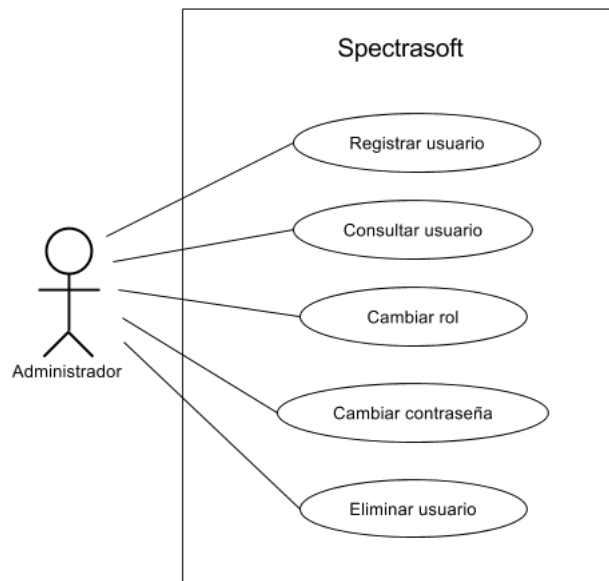 Spectrasoft
Registrar usuario
Consultar usuario
Cambiar rol
Administrador
Cambiar contraseña
Eliminar usuario